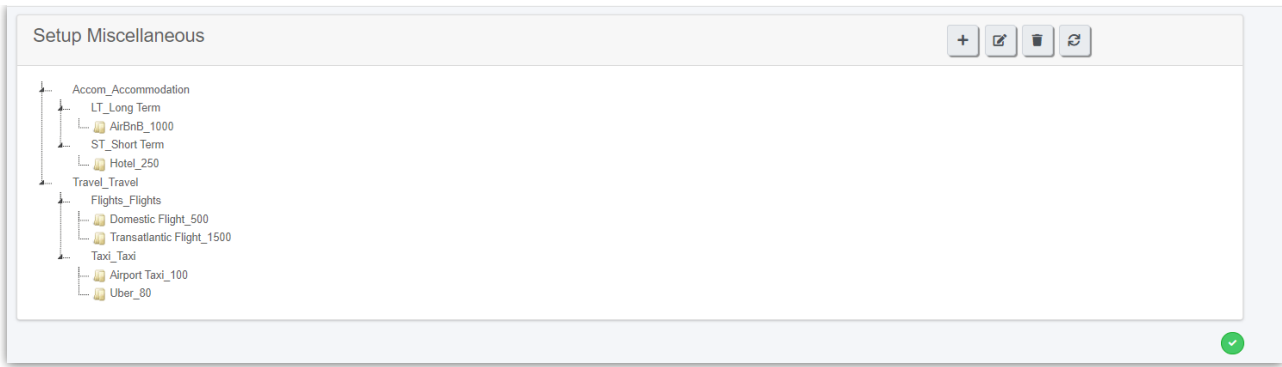 Setup Miscellaneous
Accom_Accommodation
LT_Long Term
AirBnB_1000
ST_Short Term
Hotel_250
Travel_Travel
Flights_Flights
Domestic Flight_500
Transatlantic Flight_1500
Taxi_Taxi
Airport Taxi_100
Uber_80